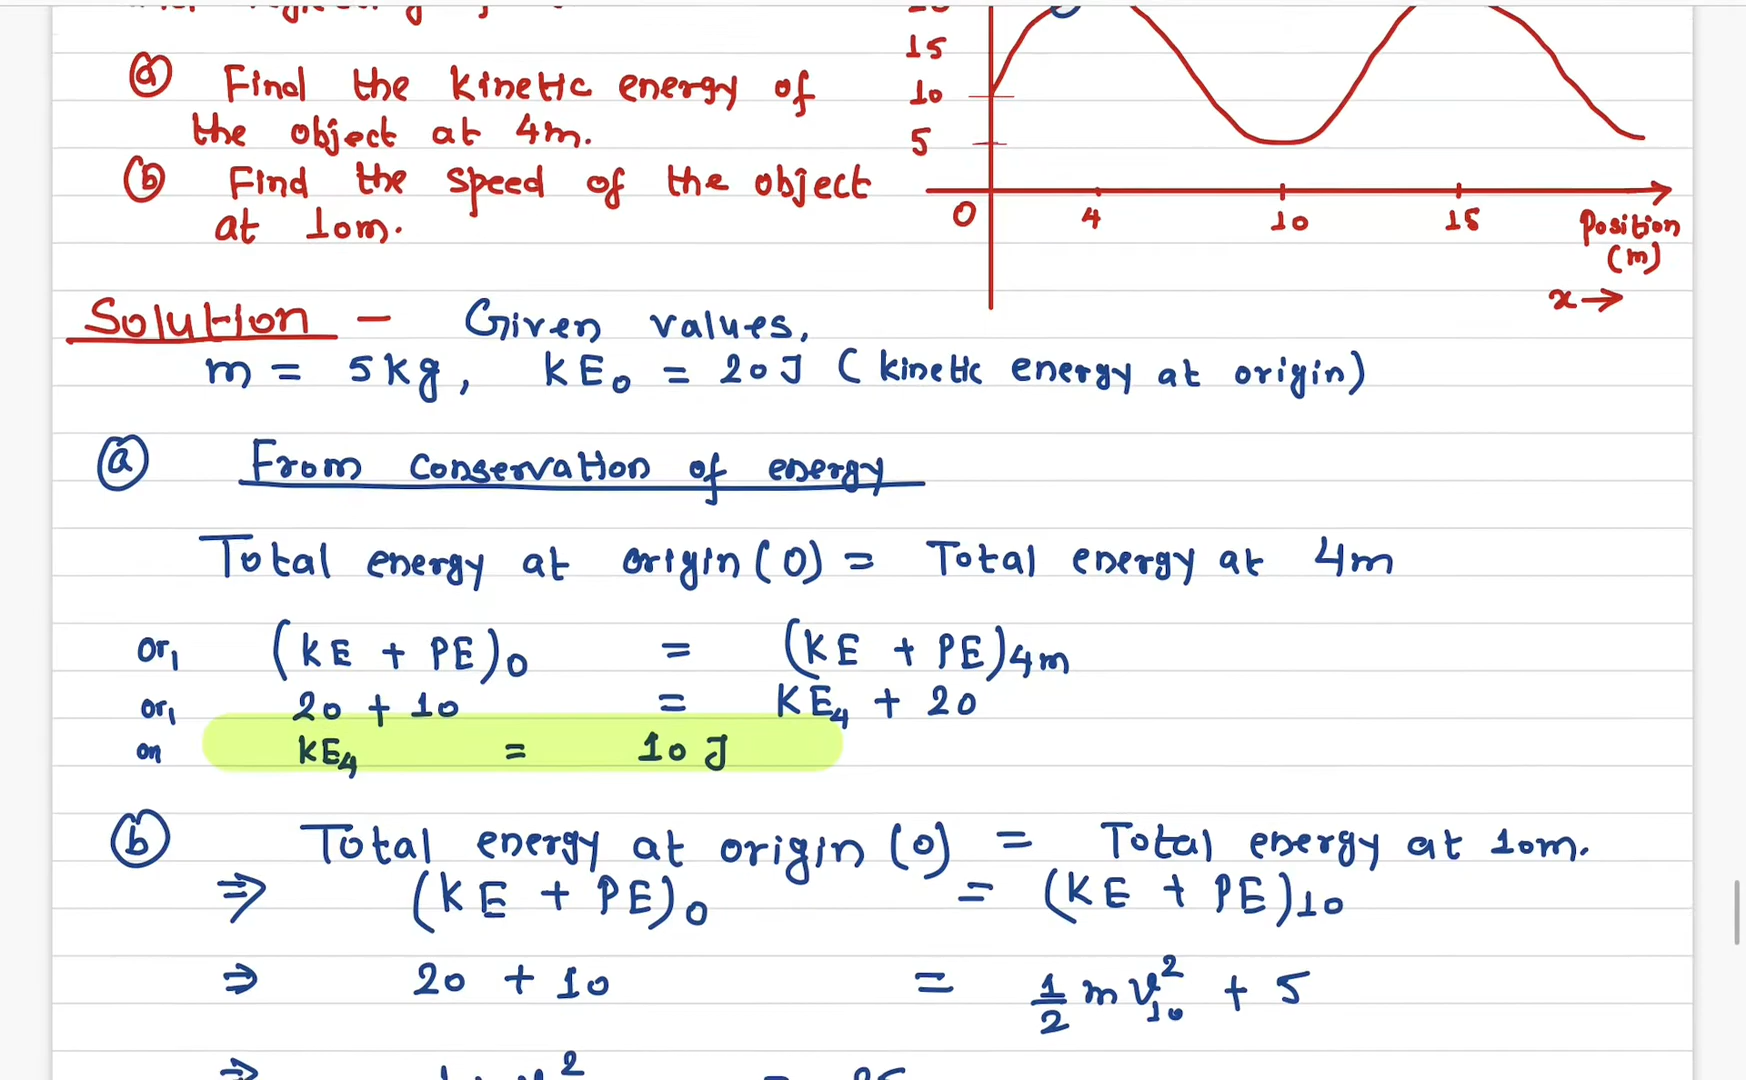 15
ⓐ Find the kinetic energy of
10
the object at 4m.
5
ⓑ Find the speed of the object
at 10m.
0 4 10 15 Position
(m)
x →
Solution - Given values,
m = 5kg, KE₀ = 20J (kinetic energy at origin)
ⓐ From conservation of energy
Total energy at origin (0) = Total energy at 4m
or, (KE + PE)₀ = (KE + PE)₄ₘ
or, 20 + 10 = KE₄ + 20
or KE₄ = 10 J
ⓑ Total energy at origin (0) = Total energy at 10m.
⇒ (KE + PE)₀ = (KE + PE)₁₀
⇒ 20 + 10 = 1/2 m v₁₀² + 5